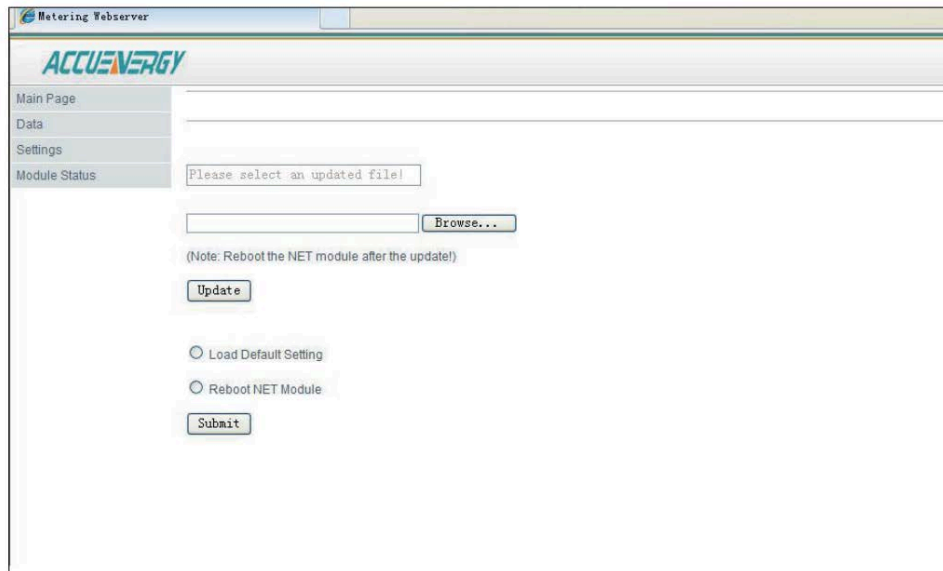 Metering Webserver
ACCUENERGY
Main Page
Data
Settings
Module Status
Please select an updated file!
Browse...
(Note: Reboot the NET module after the update!)
Update
Load Default Setting
Reboot NET Module
Submit